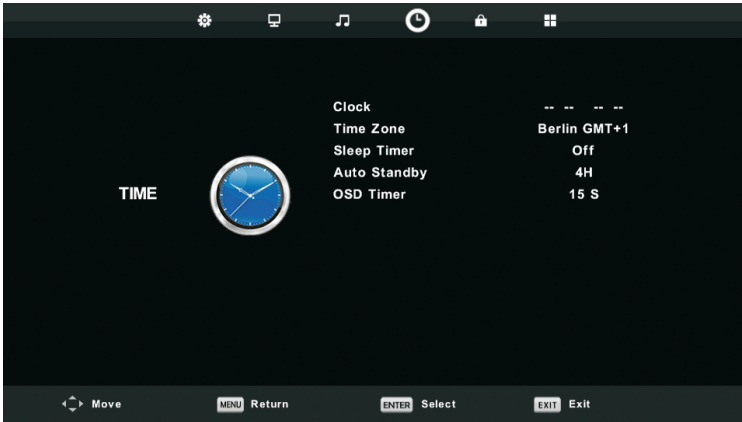 Clock -- -- -- --
Time Zone Berlin GMT+1
Sleep Timer Off
Auto Standby 4H
TIME
OSD Timer 15 S
Move MENU Return ENTER Select EXIT Exit